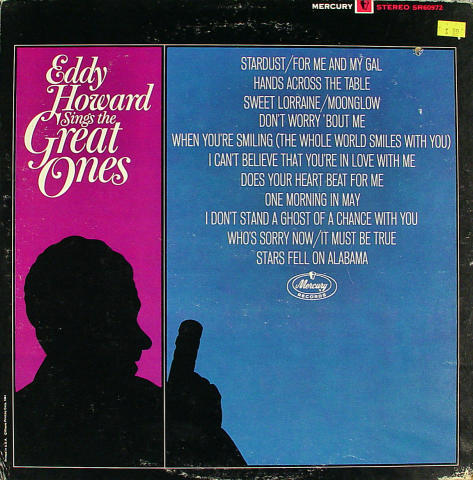 MERCURY STEREO SR60972
Eddy
Howard
Sings the
Great
Ones
STARDUST/FOR ME AND MY GAL
HANDS ACROSS THE TABLE
SWEET LORRAINE/MOONGLOW
DON'T WORRY 'BOUT ME
WHEN YOU'RE SMILING (THE WHOLE WORLD SMILES WITH YOU)
I CAN'T BELIEVE THAT YOU'RE IN LOVE WITH ME
DOES YOUR HEART BEAT FOR ME
ONE MORNING IN MAY
I DON'T STAND A GHOST OF A CHANCE WITH YOU
WHO'S SORRY NOW/IT MUST BE TRUE
STARS FELL ON ALABAMA
Mercury
RECORDS